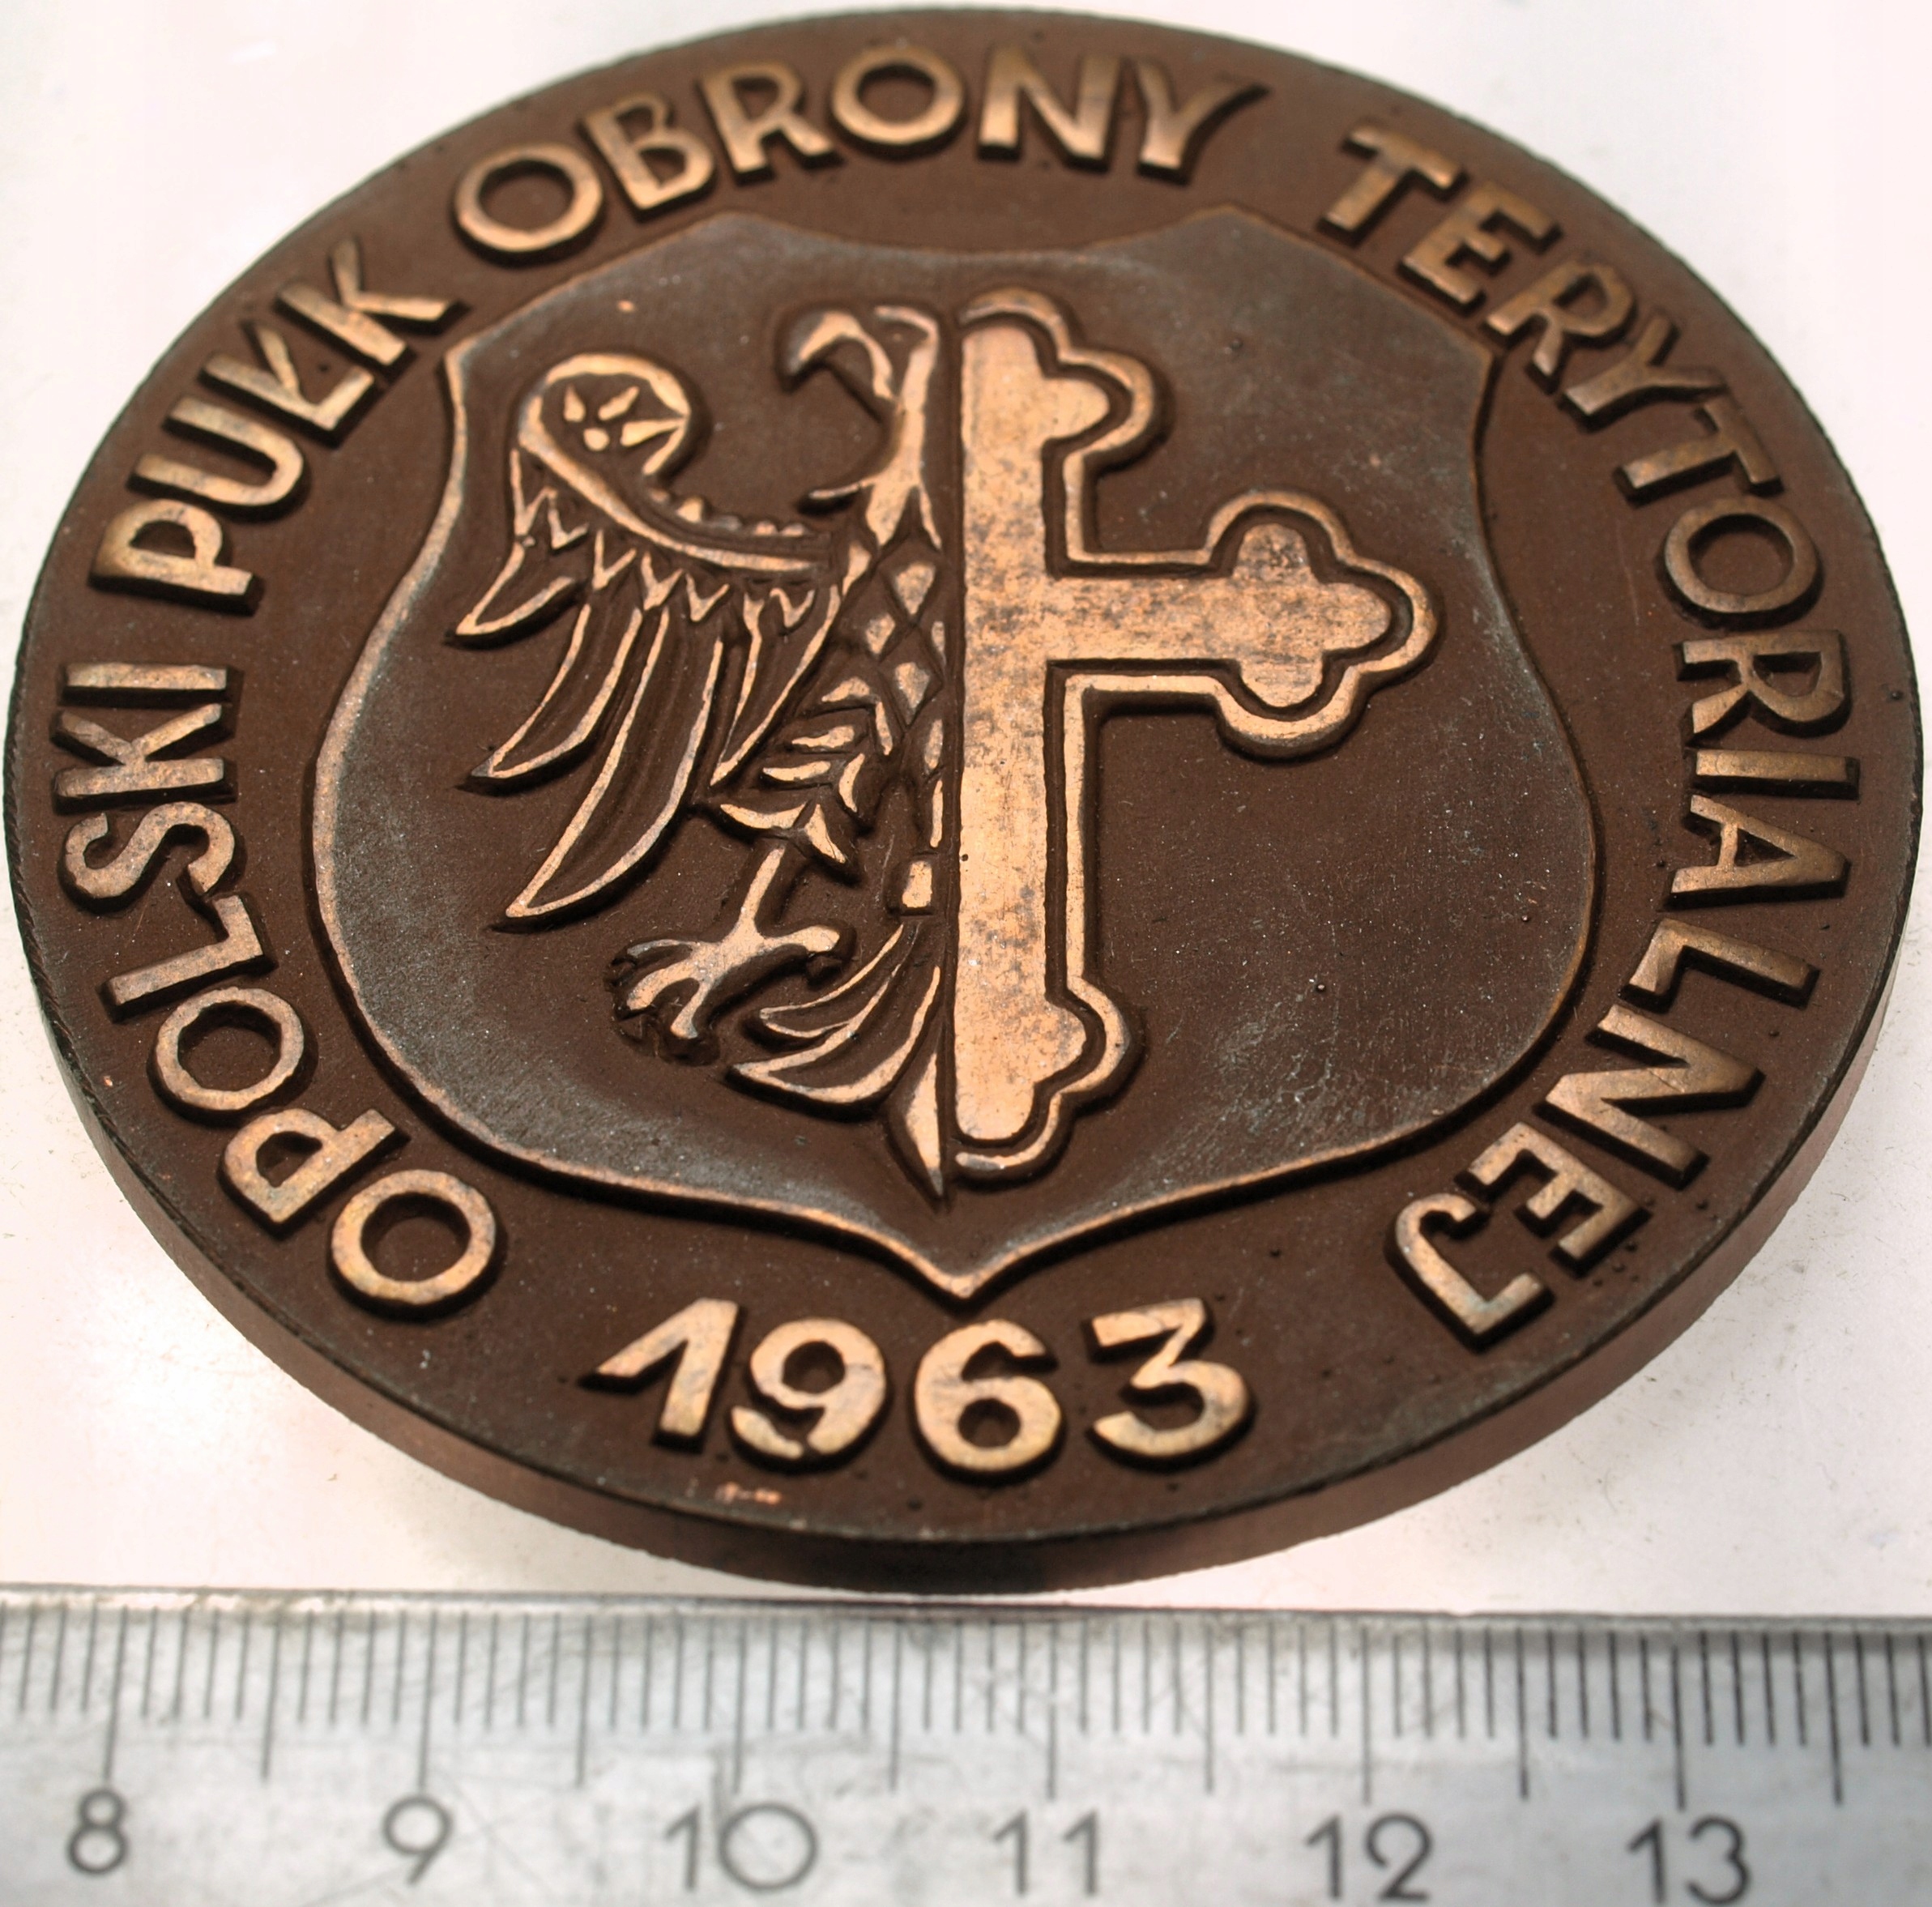 OPOLSKI PUŁK OBRONY TERYTORIALNEJ
1963
8 9 10 11 12 13